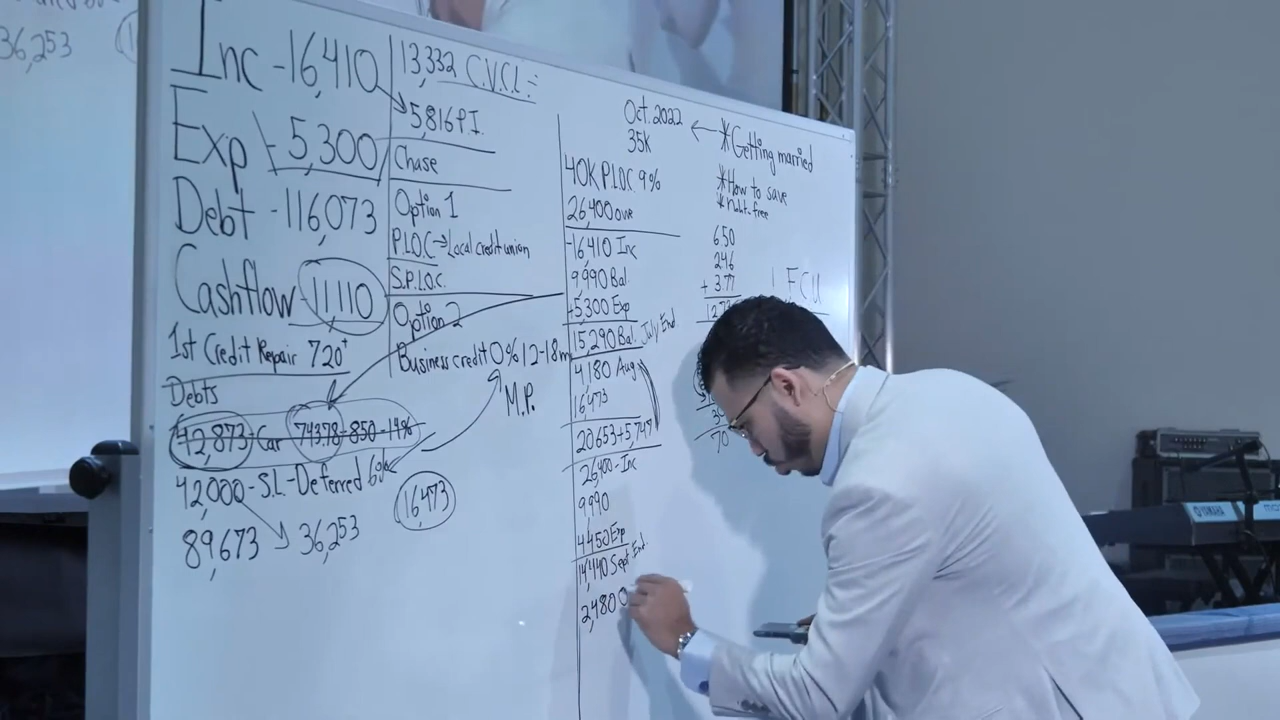 36,253
Inc -16,410
Exp -5,300
Debt -116,073
Cashflow -11,110
1st Credit Repair 720+
Debts
42,873 Car 74378-850-14%
42,000-S.L-Deferred 6%
89,673
36,253
13,332 C.V.C.L=
5,816 P.I.
Chase
Option 1
P.L.O.C→Local credit union
S.P.L.O.C.
Option 2
Business credit 0% 12-18m
M.P.
16,473
Oct. 2022
35K
40K P.L.O.C. 9%
26,400 owe
-16,410 Inc
9,990 Bal.
+5,300 Exp
15,290 Bal. July End
4,180 Aug
16,473
20,653+5,747
26,400-Inc
9,990
4,450 Exp
14,440 Sept End.
2,480 O
* Getting married
* How to save
650
246
+ 377
FCU
70
YAMAHA